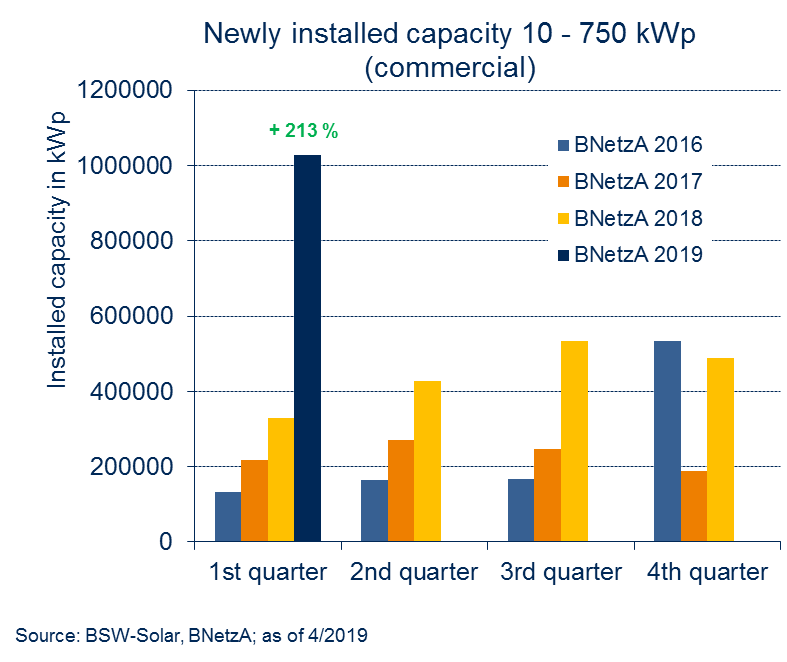 Newly installed capacity 10 - 750 kWp
(commercial)
Installed capacity in kWp
1200000
1000000
800000
600000
400000
200000
0
+ 213 %
BNetzA 2016
BNetzA 2017
BNetzA 2018
BNetzA 2019
1st quarter 2nd quarter 3rd quarter 4th quarter
Source: BSW-Solar, BNetzA; as of 4/2019